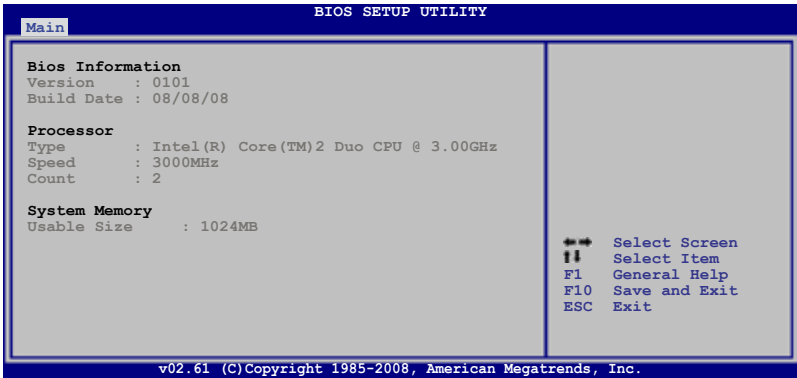 BIOS SETUP UTILITY
Main
Bios Information
Version : 0101
Build Date : 08/08/08
Processor
Type : Intel(R) Core(TM)2 Duo CPU @ 3.00GHz
Speed : 3000MHz
Count : 2
System Memory
Usable Size : 1024MB
←→ Select Screen
↑↓ Select Item
F1 General Help
F10 Save and Exit
ESC Exit
v02.61 (C)Copyright 1985-2008, American Megatrends, Inc.